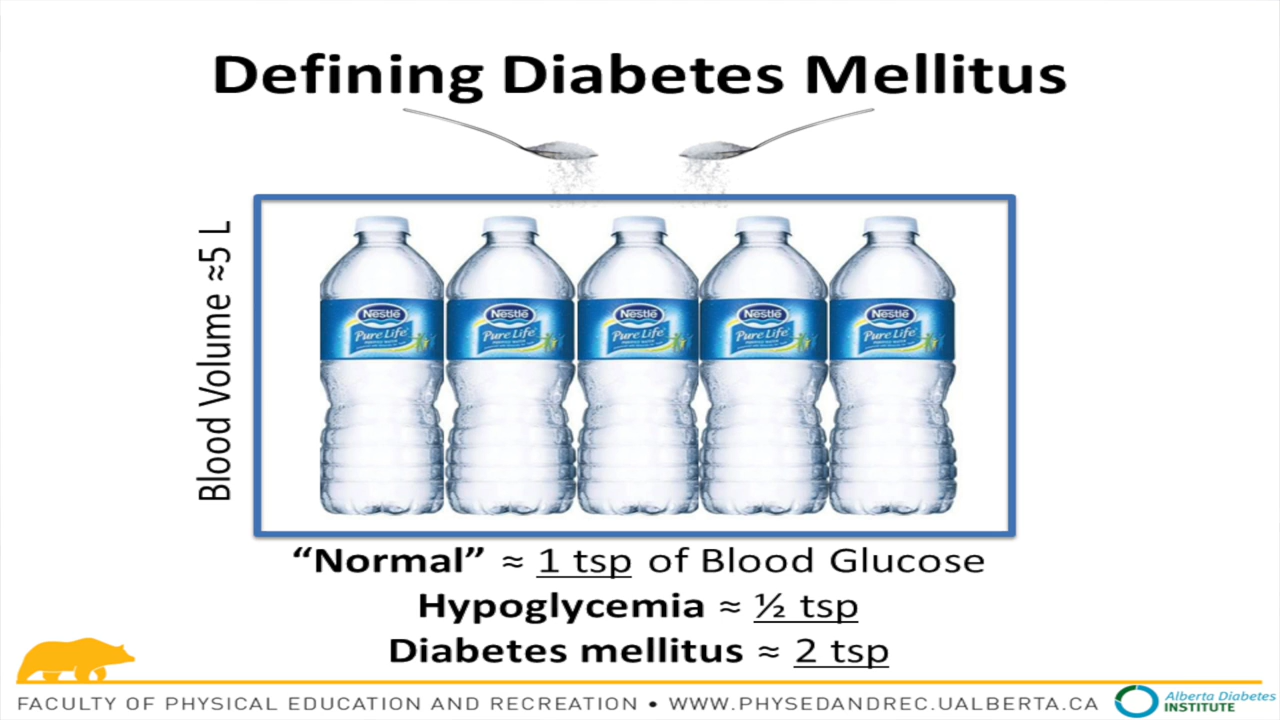 Defining Diabetes Mellitus
Blood Volume ≈5 L
Nestlé Nestlé Nestlé Nestlé Nestlé
Pure Life Pure Life Pure Life Pure Life Pure Life
“Normal” ≈ 1 tsp of Blood Glucose
Hypoglycemia ≈ ½ tsp
Diabetes mellitus ≈ 2 tsp
FACULTY OF PHYSICAL EDUCATION AND RECREATION • WWW.PHYSEDANDREC.UALBERTA.CA
Alberta Diabetes
INSTITUTE